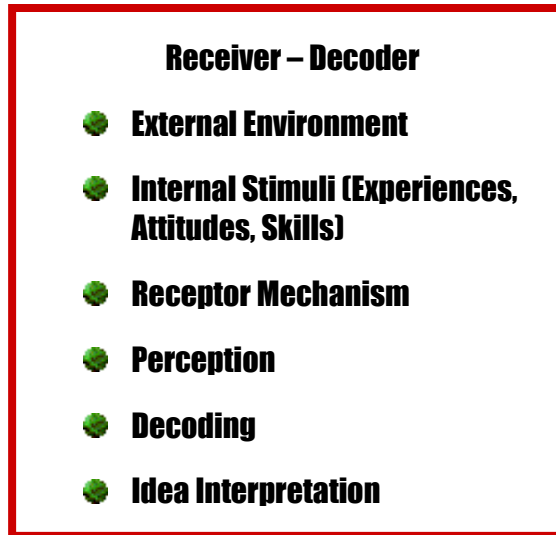 Receiver – Decoder
External Environment
Internal Stimuli (Experiences,
Attitudes, Skills)
Receptor Mechanism
Perception
Decoding
Idea Interpretation